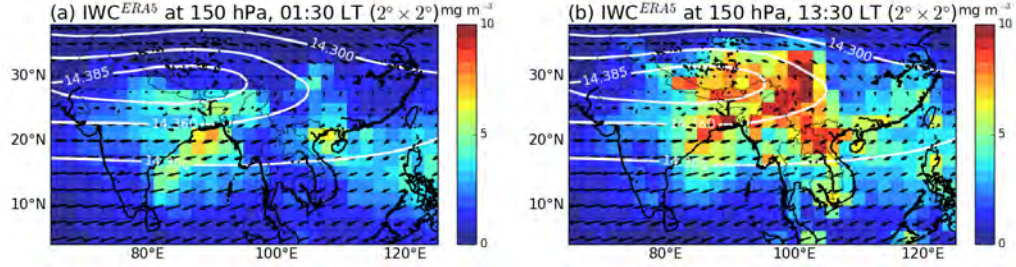 (a) IWC^ERA5 at 150 hPa, 01:30 LT (2° × 2°) mg m⁻³
(b) IWC^ERA5 at 150 hPa, 13:30 LT (2° × 2°) mg m⁻³
30°N
20°N
10°N
80°E
100°E
120°E
14.385
14.300
14.360
10
5
0
30°N
20°N
10°N
80°E
100°E
120°E
14.385
14.300
10
5
0